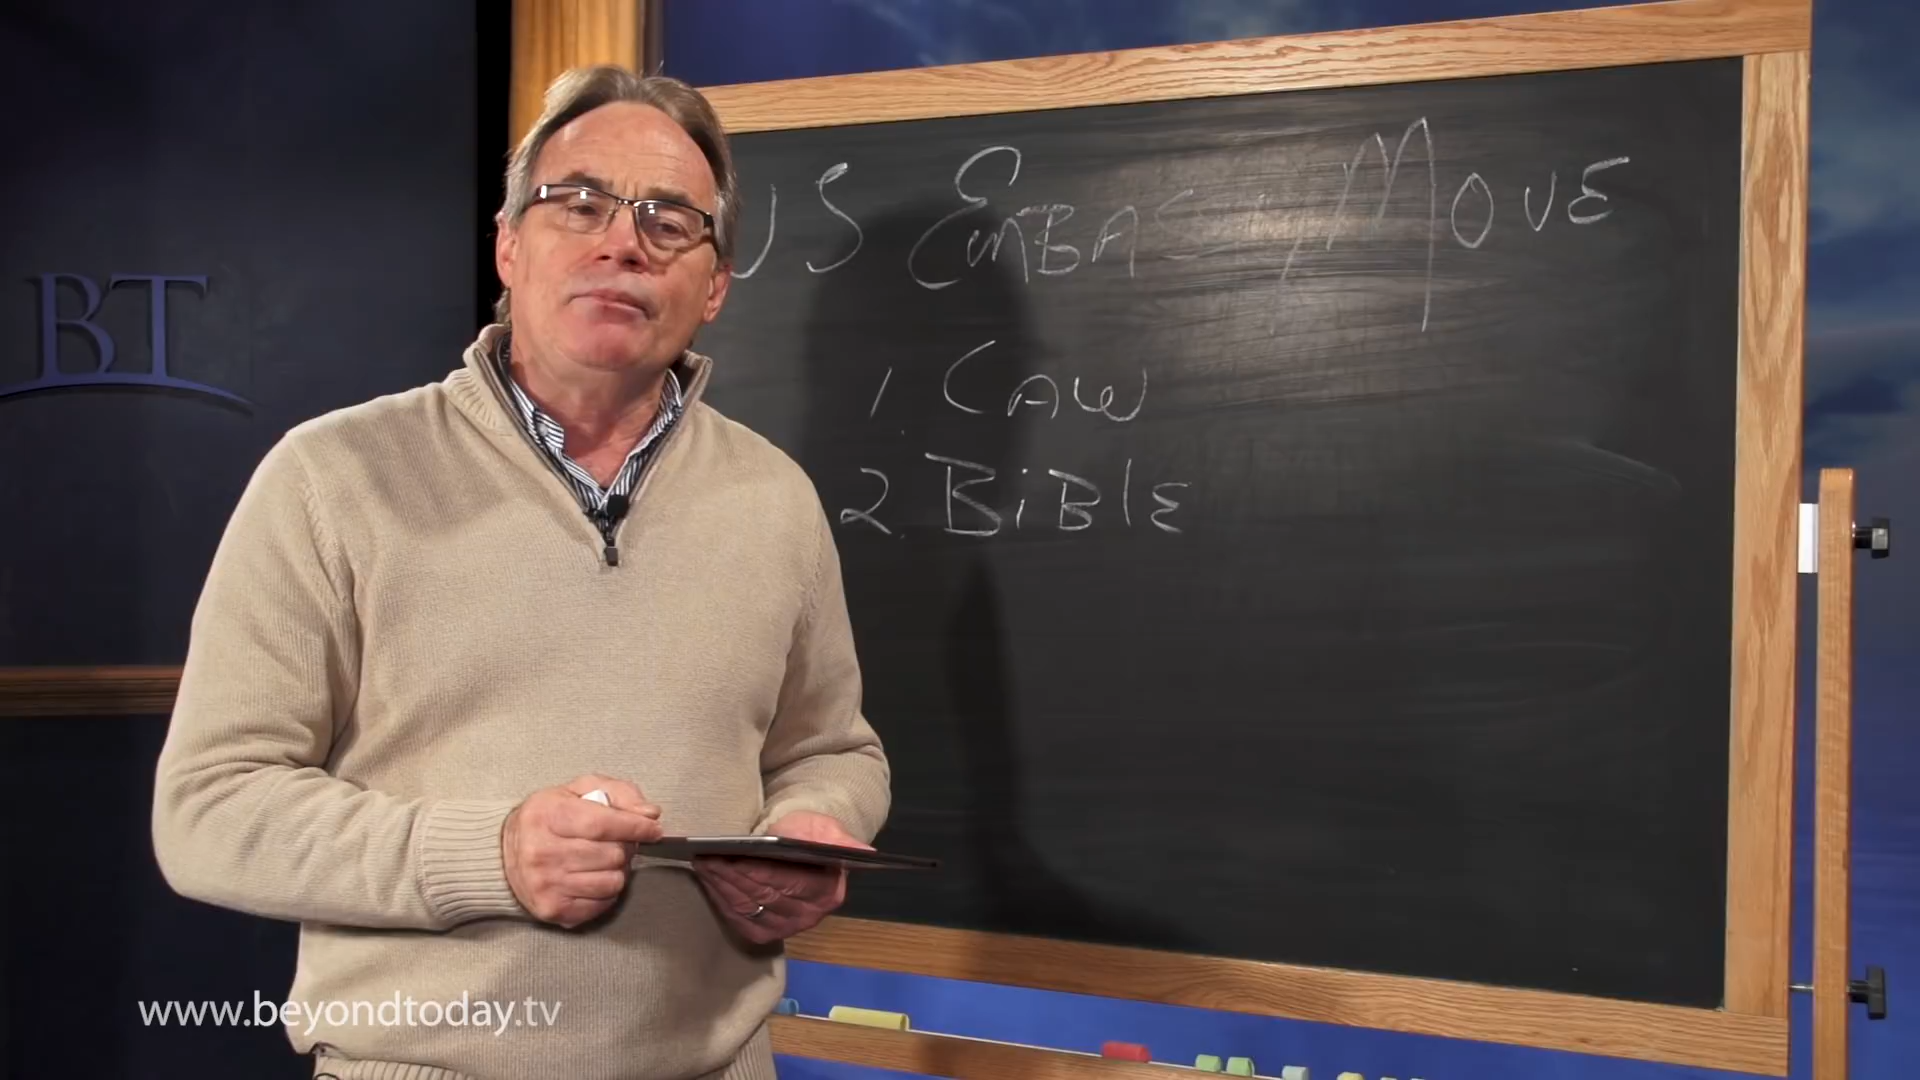 BT
US EMBASSY MOVE
1. LAW
2. BiBlE
www.beyondtoday.tv